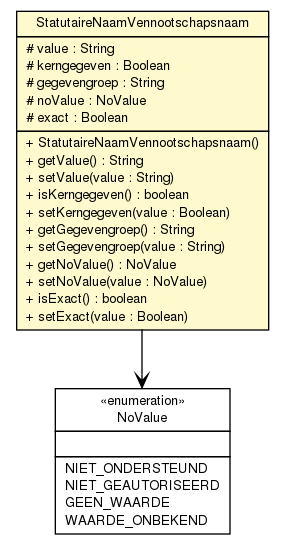 StatutaireNaamVennootschapsnaam
# value : String
# kerngegeven : Boolean
# gegevengroep : String
# noValue : NoValue
# exact : Boolean
+ StatutaireNaamVennootschapsnaam()
+ getValue() : String
+ setValue(value : String)
+ isKerngegeven() : boolean
+ setKerngegeven(value : Boolean)
+ getGegevengroep() : String
+ setGegevengroep(value : String)
+ getNoValue() : NoValue
+ setNoValue(value : NoValue)
+ isExact() : boolean
+ setExact(value : Boolean)
«enumeration»
NoValue
NIET_ONDERSTEUND
NIET_GEAUTORISEERD
GEEN_WAARDE
WAARDE_ONBEKEND